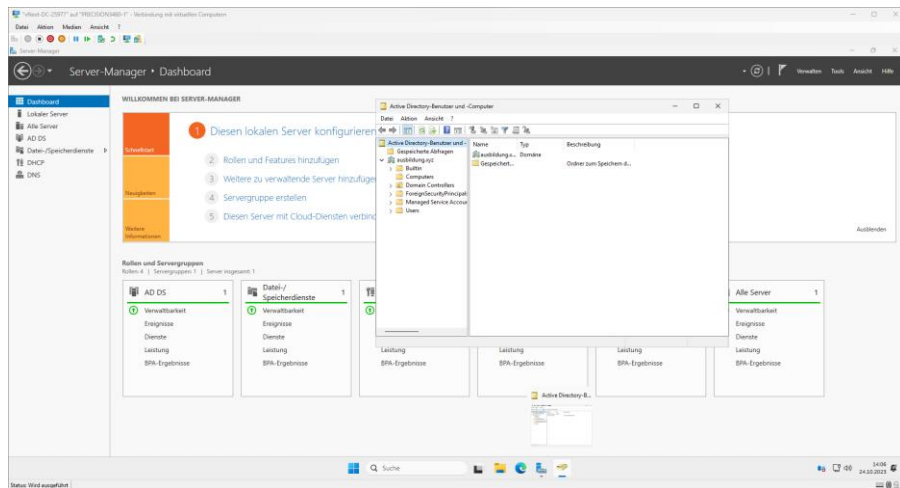 "vNext-DC-25977" auf "PRECISION5480-1" - Verbindung mit virtuellen Computern
Datei Aktion Medien Ansicht ?
Server-Manager
Server-Manager • Dashboard
Verwalten Tools Ansicht Hilfe
Dashboard
Lokaler Server
Alle Server
AD DS
Datei-/Speicherdienste
DHCP
DNS
WILLKOMMEN BEI SERVER-MANAGER
Schnellstart
Neuigkeiten
Weitere
Informationen
1 Diesen lokalen Server konfigurieren
2 Rollen und Features hinzufügen
3 Weitere zu verwaltende Server hinzufüge
4 Servergruppe erstellen
5 Diesen Server mit Cloud-Diensten verbind
Ausblenden
Active Directory-Benutzer und -Computer
Datei Aktion Ansicht ?
Active Directory-Benutzer und -
Gespeicherte Abfragen
ausbildung.xyz
Builtin
Computers
Domain Controllers
ForeignSecurityPrincipal
Managed Service Accou
Users
Name Typ Beschreibung
ausbildung.x... Domäne
Gespeichert... Ordner zum Speichern d...
Rollen und Servergruppen
Rollen: 4 | Servergruppen: 1 | Server insgesamt: 1
AD DS 1
Verwaltbarkeit
Ereignisse
Dienste
Leistung
BPA-Ergebnisse
Datei-/
Speicherdienste 1
Verwaltbarkeit
Ereignisse
Dienste
Leistung
BPA-Ergebnisse
Leistung
BPA-Ergebnisse
Leistung
BPA-Ergebnisse
Leistung
BPA-Ergebnisse
Alle Server 1
Verwaltbarkeit
Ereignisse
Dienste
Leistung
BPA-Ergebnisse
Active Directory-B...
Suche
14:06
24.10.2023
Status: Wird ausgeführt